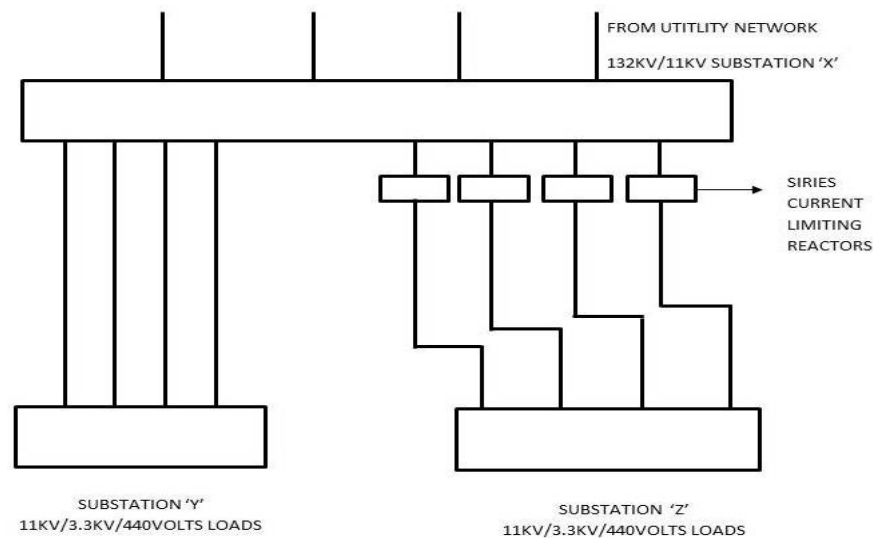 FROM UTITLITY NETWORK
132KV/11KV SUBSTATION ‘X’
SIRIES
CURRENT
LIMITING
REACTORS
SUBSTATION ‘Y’
11KV/3.3KV/440VOLTS LOADS
SUBSTATION ‘Z’
11KV/3.3KV/440VOLTS LOADS